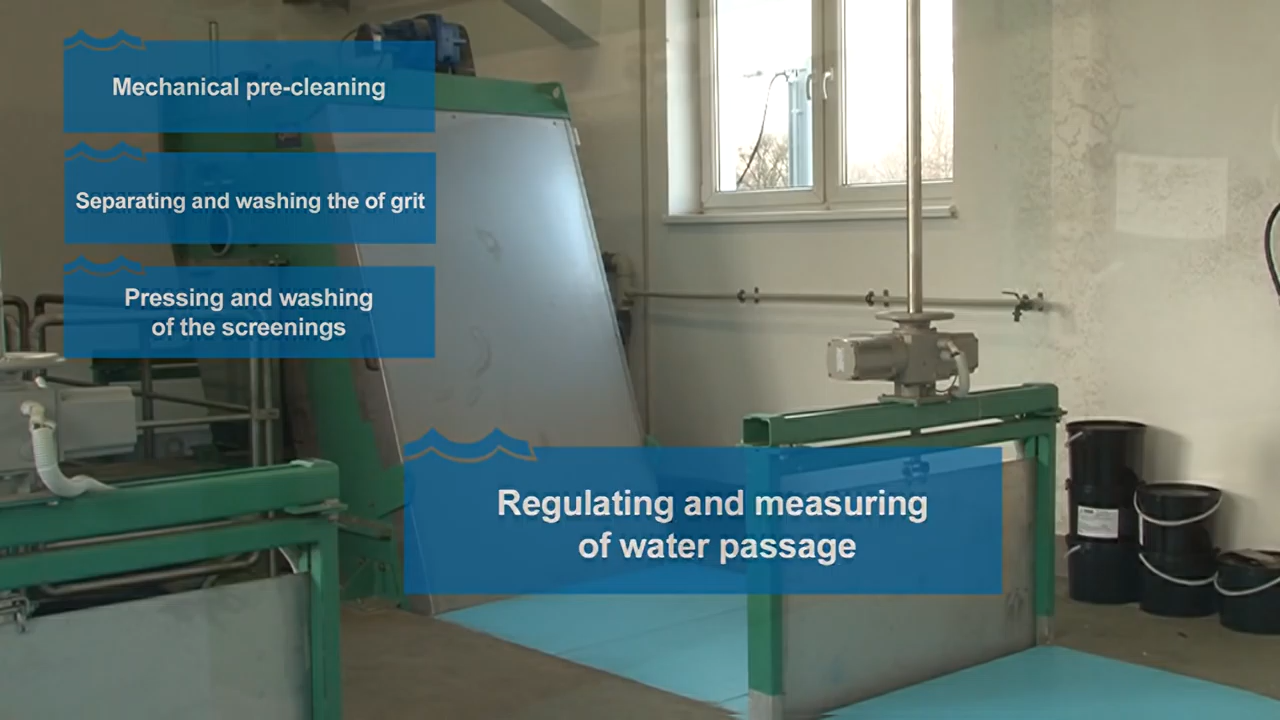 Mechanical pre-cleaning
Separating and washing the of grit
Pressing and washing
of the screenings
Regulating and measuring
of water passage